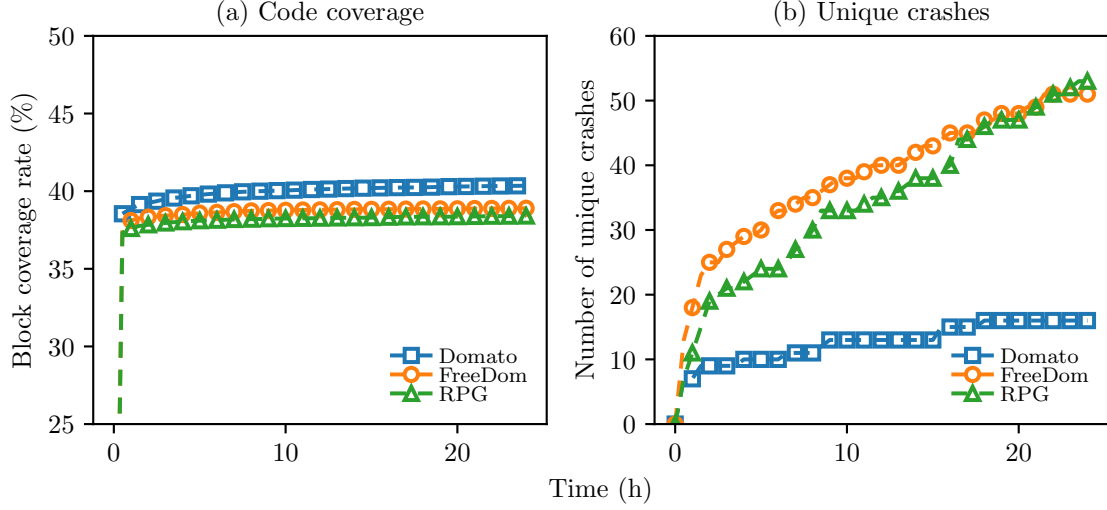 (a) Code coverage
50
45
40
35
30
25
0
10
20
Block coverage rate (%)
Domato
FreeDom
RPG
(b) Unique crashes
60
50
40
30
20
10
0
0
10
20
Number of unique crashes
Domato
FreeDom
RPG
Time (h)